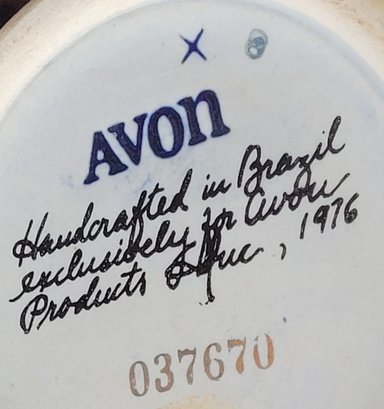 AVON
Handcrafted in Brazil
exclusively for Avon
Products Inc., 1976
037670